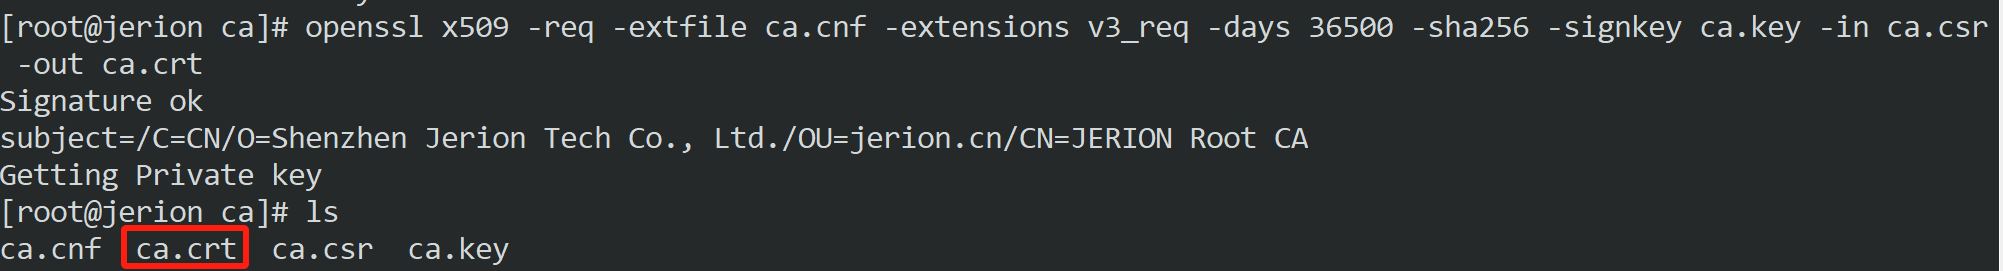 [root@jerion ca]# openssl x509 -req -extfile ca.cnf -extensions v3_req -days 36500 -sha256 -signkey ca.key -in ca.csr
-out ca.crt
Signature ok
subject=/C=CN/O=Shenzhen Jerion Tech Co., Ltd./OU=jerion.cn/CN=JERION Root CA
Getting Private key
[root@jerion ca]# ls
ca.cnf ca.crt ca.csr ca.key